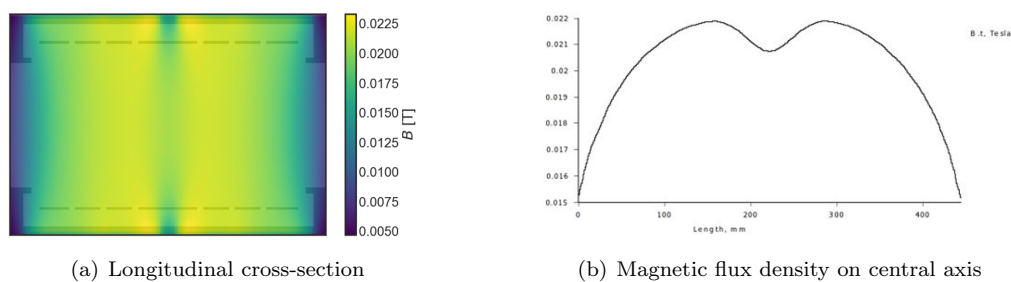 0.0225
0.0200
0.0175
0.0150
0.0125
0.0100
0.0075
0.0050
B [T]
0.022
0.021
0.02
0.019
0.018
0.017
0.016
0.015
0 100 200 300 400
Length, mm
B.t, Tesla
(a) Longitudinal cross-section
(b) Magnetic flux density on central axis